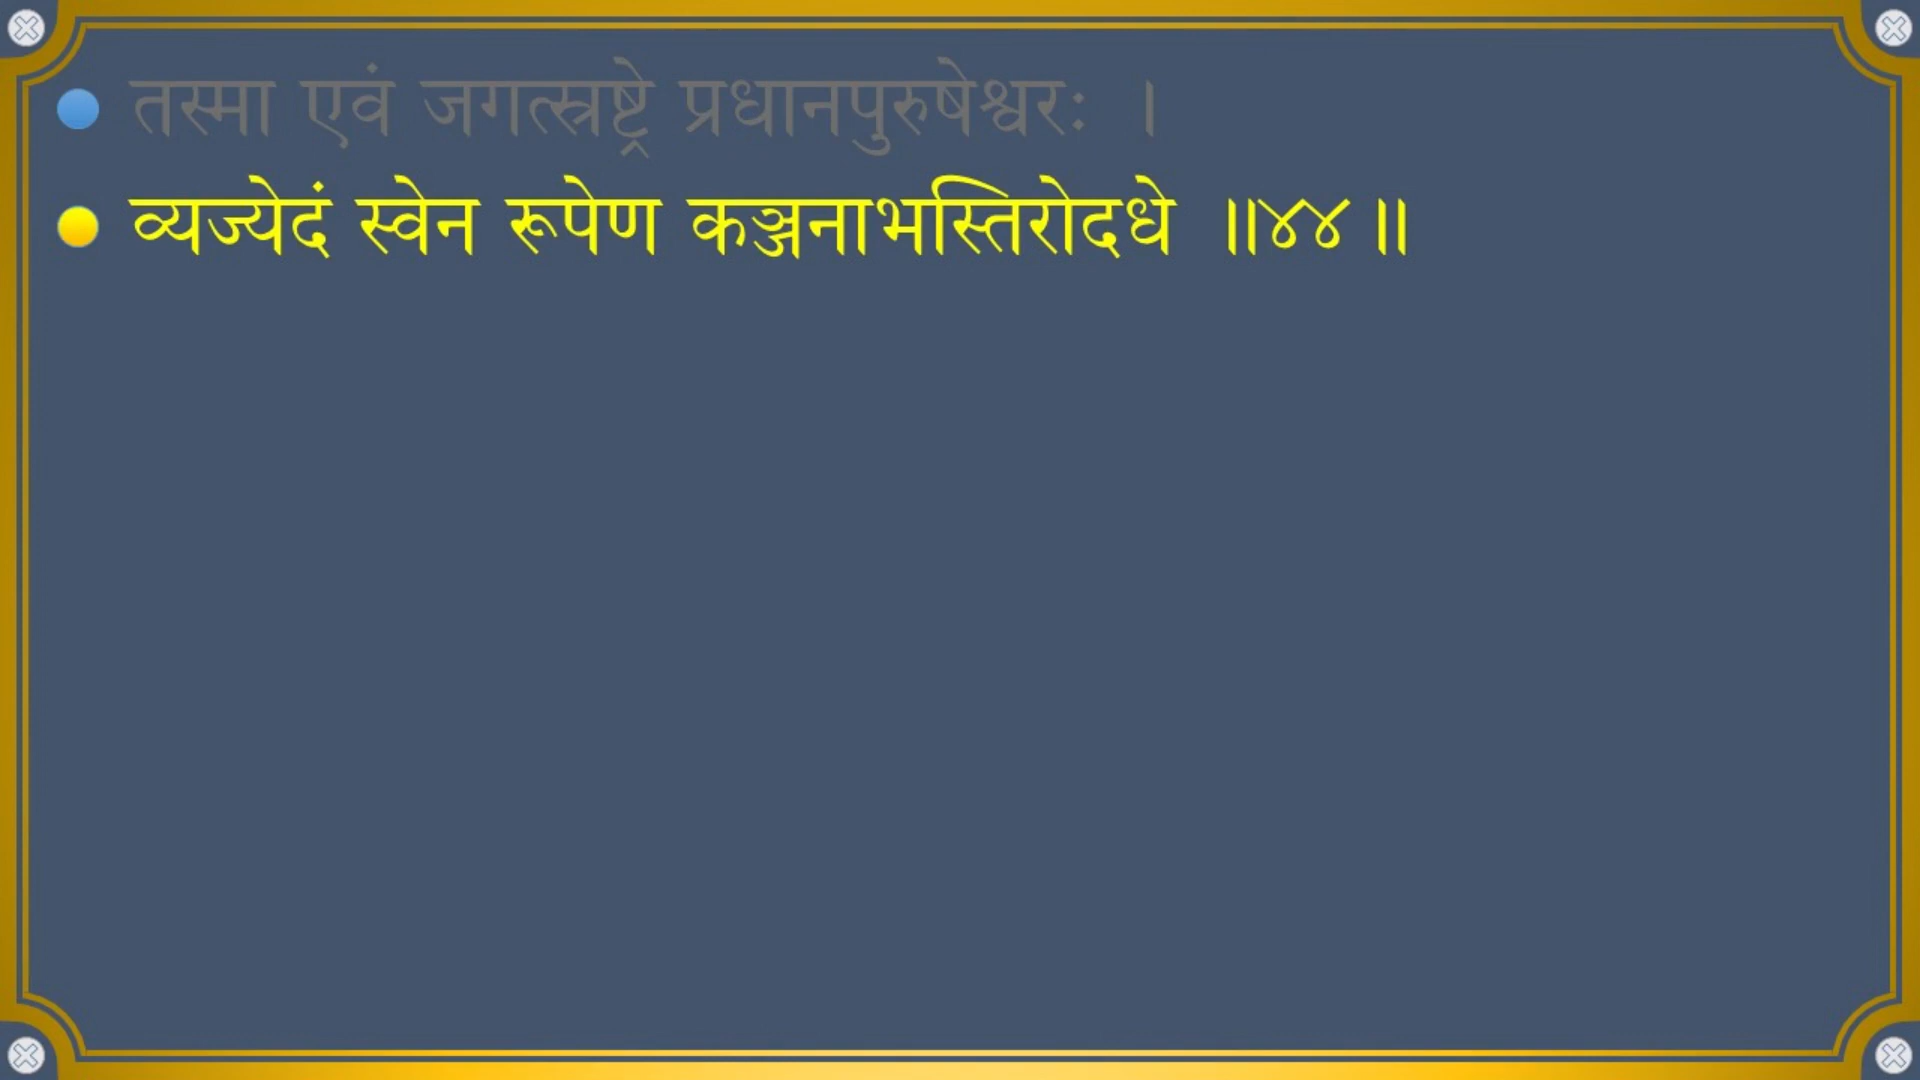 तस्मा एवं जगत्स्रष्ट्रे प्रधानपुरुषेश्वरः ।
व्यज्येदं स्वेन रूपेण कञ्जनाभस्तिरोदधे ॥४४॥